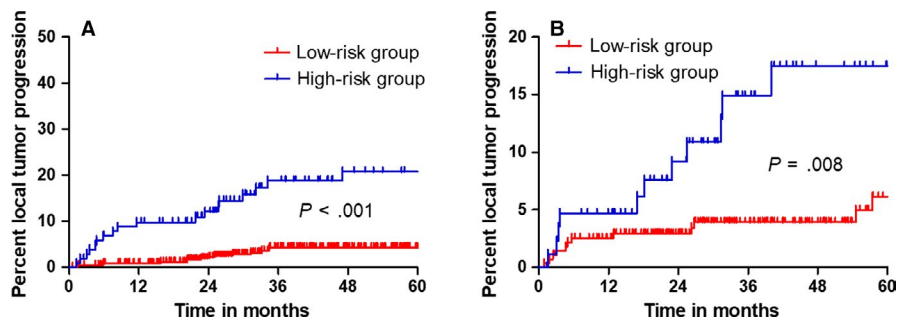 A
Percent local tumor progression
50
40
30
20
10
0
Low-risk group
High-risk group
P < .001
0 12 24 36 48 60
Time in months
B
Percent local tumor progression
20
15
10
5
0
Low-risk group
High-risk group
P = .008
0 12 24 36 48 60
Time in months